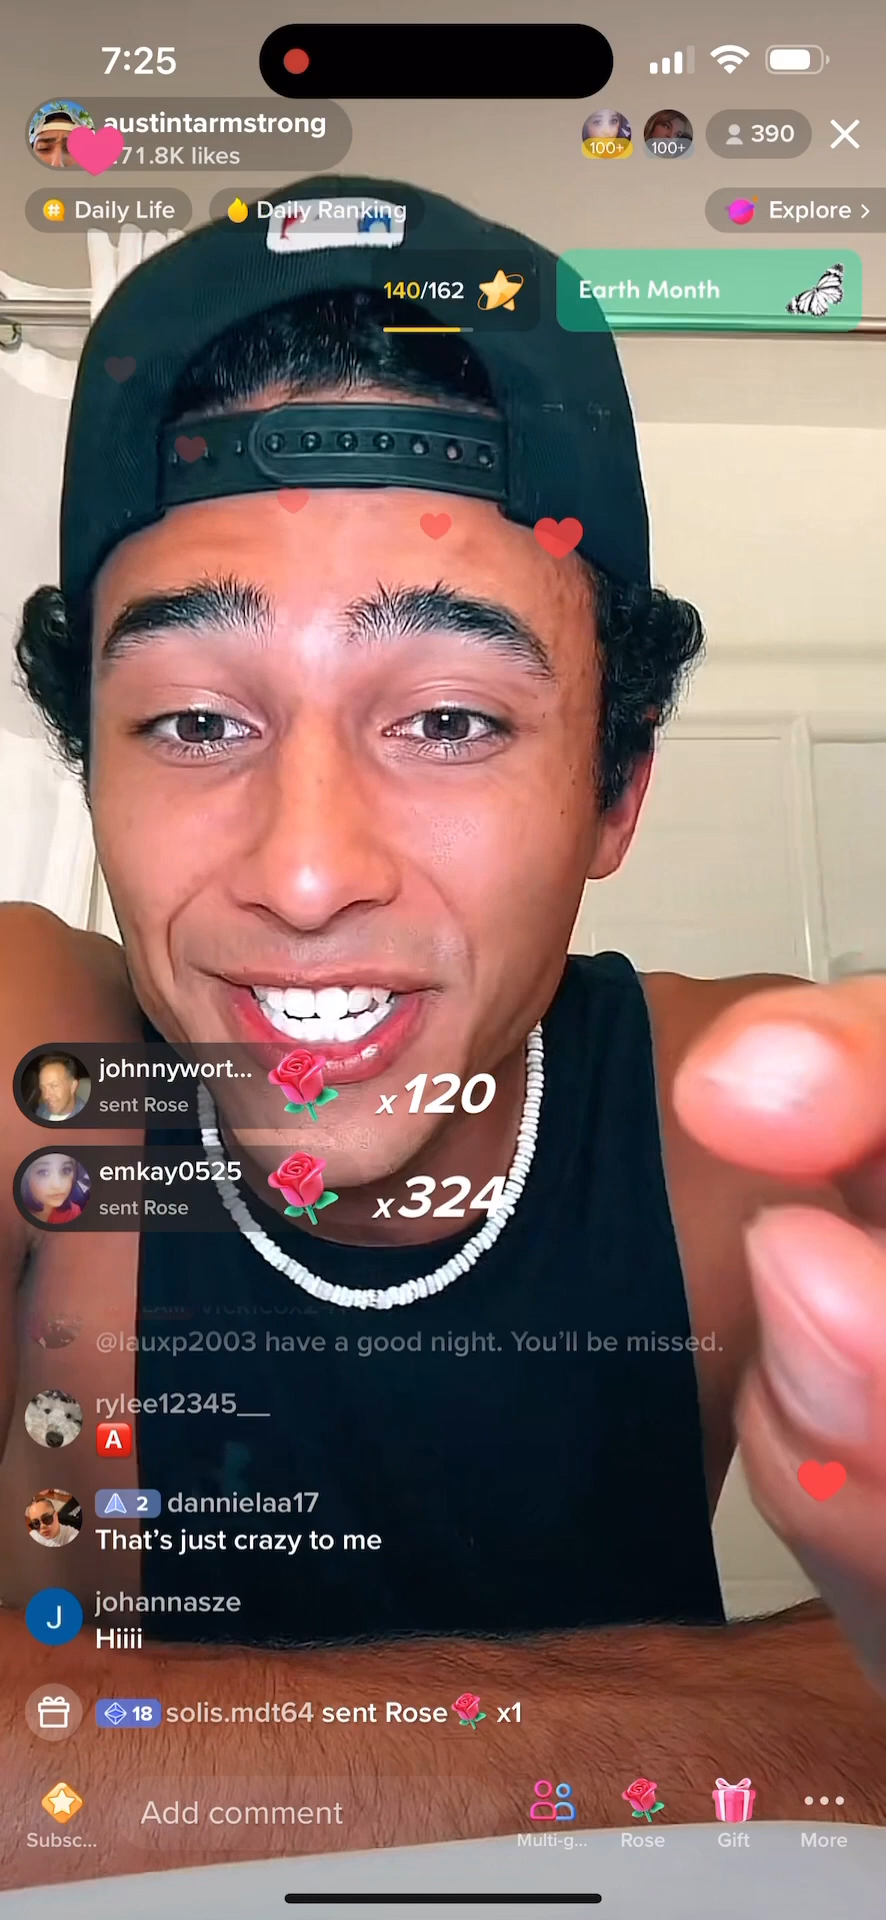 7:25
austintarmstrong
71.8K likes
100+
100+
390
Daily Life
Daily Ranking
Explore >
140/162
Earth Month
johnnywort...
sent Rose
x120
emkay0525
sent Rose
x324
@lauxp2003 have a good night. You’ll be missed.
rylee12345__
A
2 dannielaa17
That’s just crazy to me
J
johannasze
Hiiii
18 solis.mdt64 sent Rose x1
Add comment
Subsc...
Multi-g...
Rose
Gift
More